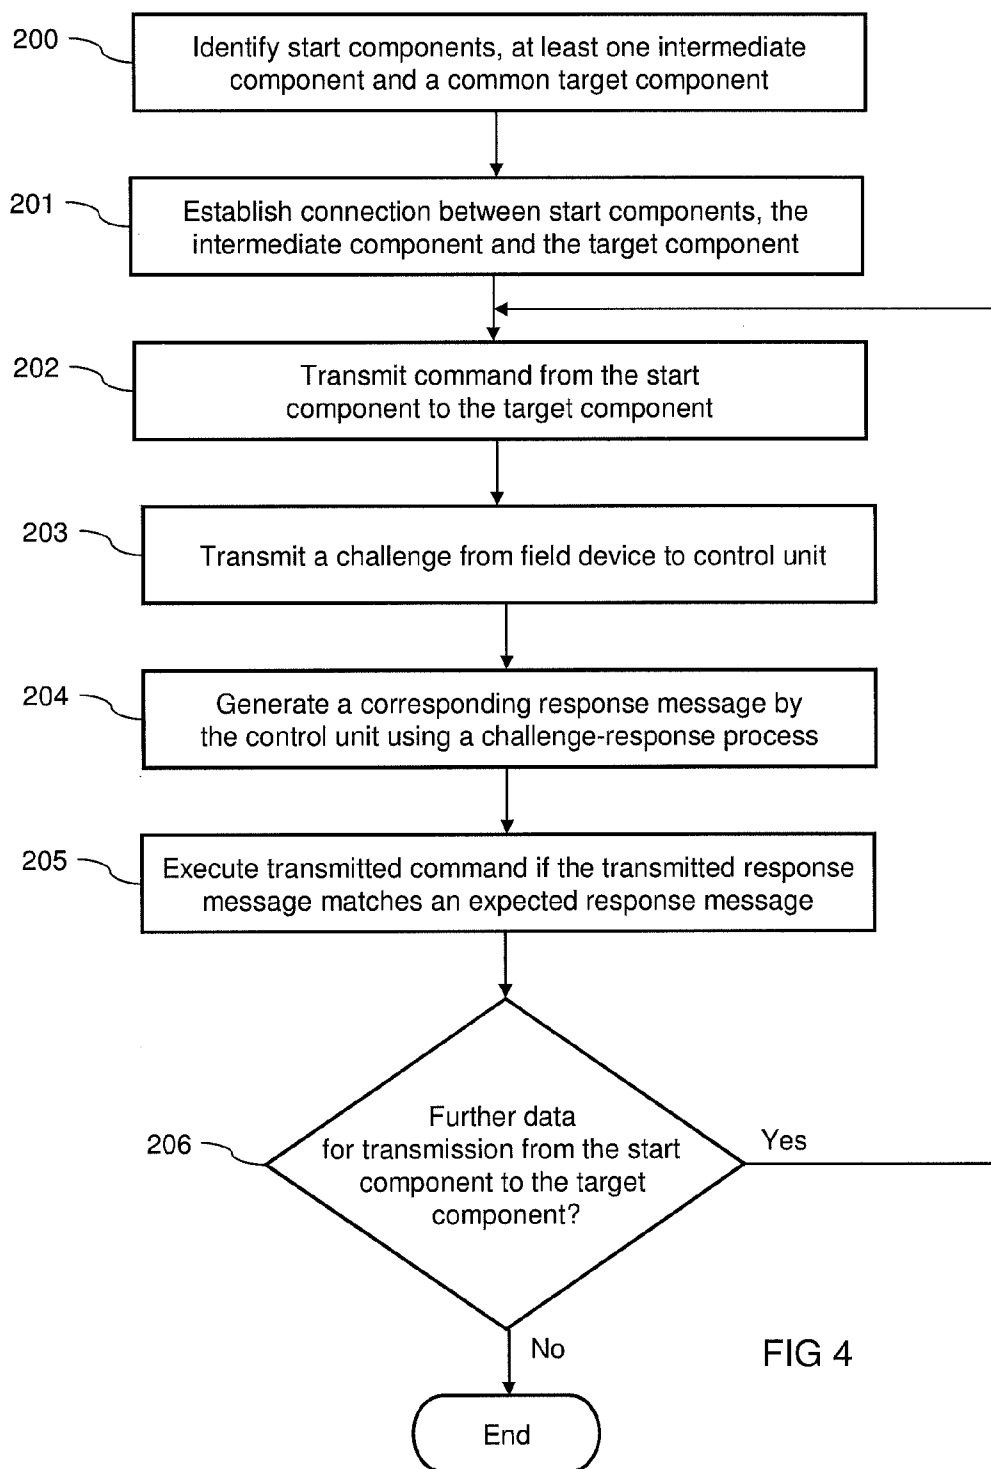 200
Identify start components, at least one intermediate
component and a common target component
201
Establish connection between start components, the
intermediate component and the target component
202
Transmit command from the start
component to the target component
203
Transmit a challenge from field device to control unit
204
Generate a corresponding response message by
the control unit using a challenge-response process
205
Execute transmitted command if the transmitted response
message matches an expected response message
206
Further data
for transmission from the start
component to the target
component?
Yes
No
FIG 4
End